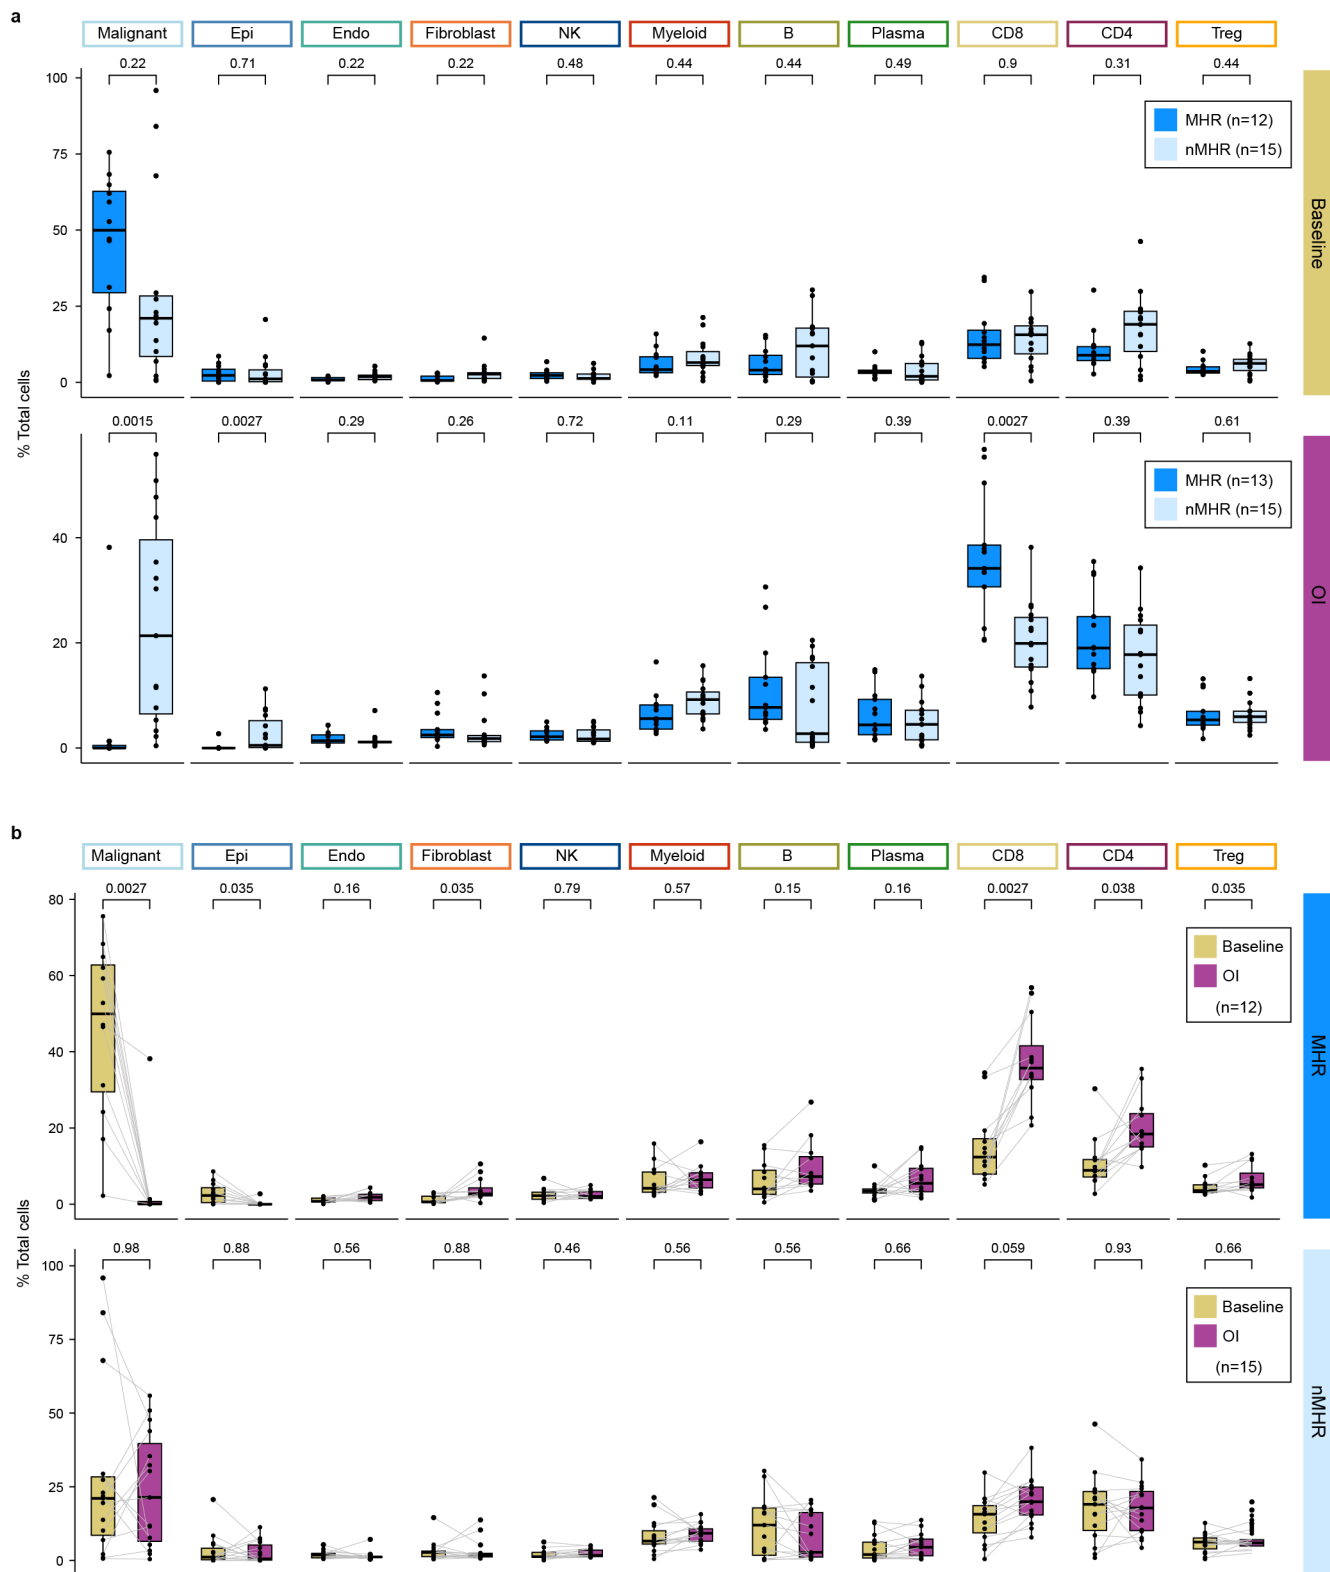 a
Malignant Epi Endo Fibroblast NK Myeloid B Plasma CD8 CD4 Treg
0.22 0.71 0.22 0.22 0.48 0.44 0.44 0.49 0.9 0.31 0.44
100
75
50
25
0
MHR (n=12)
nMHR (n=15)
Baseline
% Total cells
0.0015 0.0027 0.29 0.26 0.72 0.11 0.29 0.39 0.0027 0.39 0.61
40
20
0
MHR (n=13)
nMHR (n=15)
OI
b
Malignant Epi Endo Fibroblast NK Myeloid B Plasma CD8 CD4 Treg
0.0027 0.035 0.16 0.035 0.79 0.57 0.15 0.16 0.0027 0.038 0.035
80
60
40
20
0
Baseline
OI
(n=12)
MHR
% Total cells
0.98 0.88 0.56 0.88 0.46 0.56 0.56 0.66 0.059 0.93 0.66
100
75
50
25
0
Baseline
OI
(n=15)
nMHR